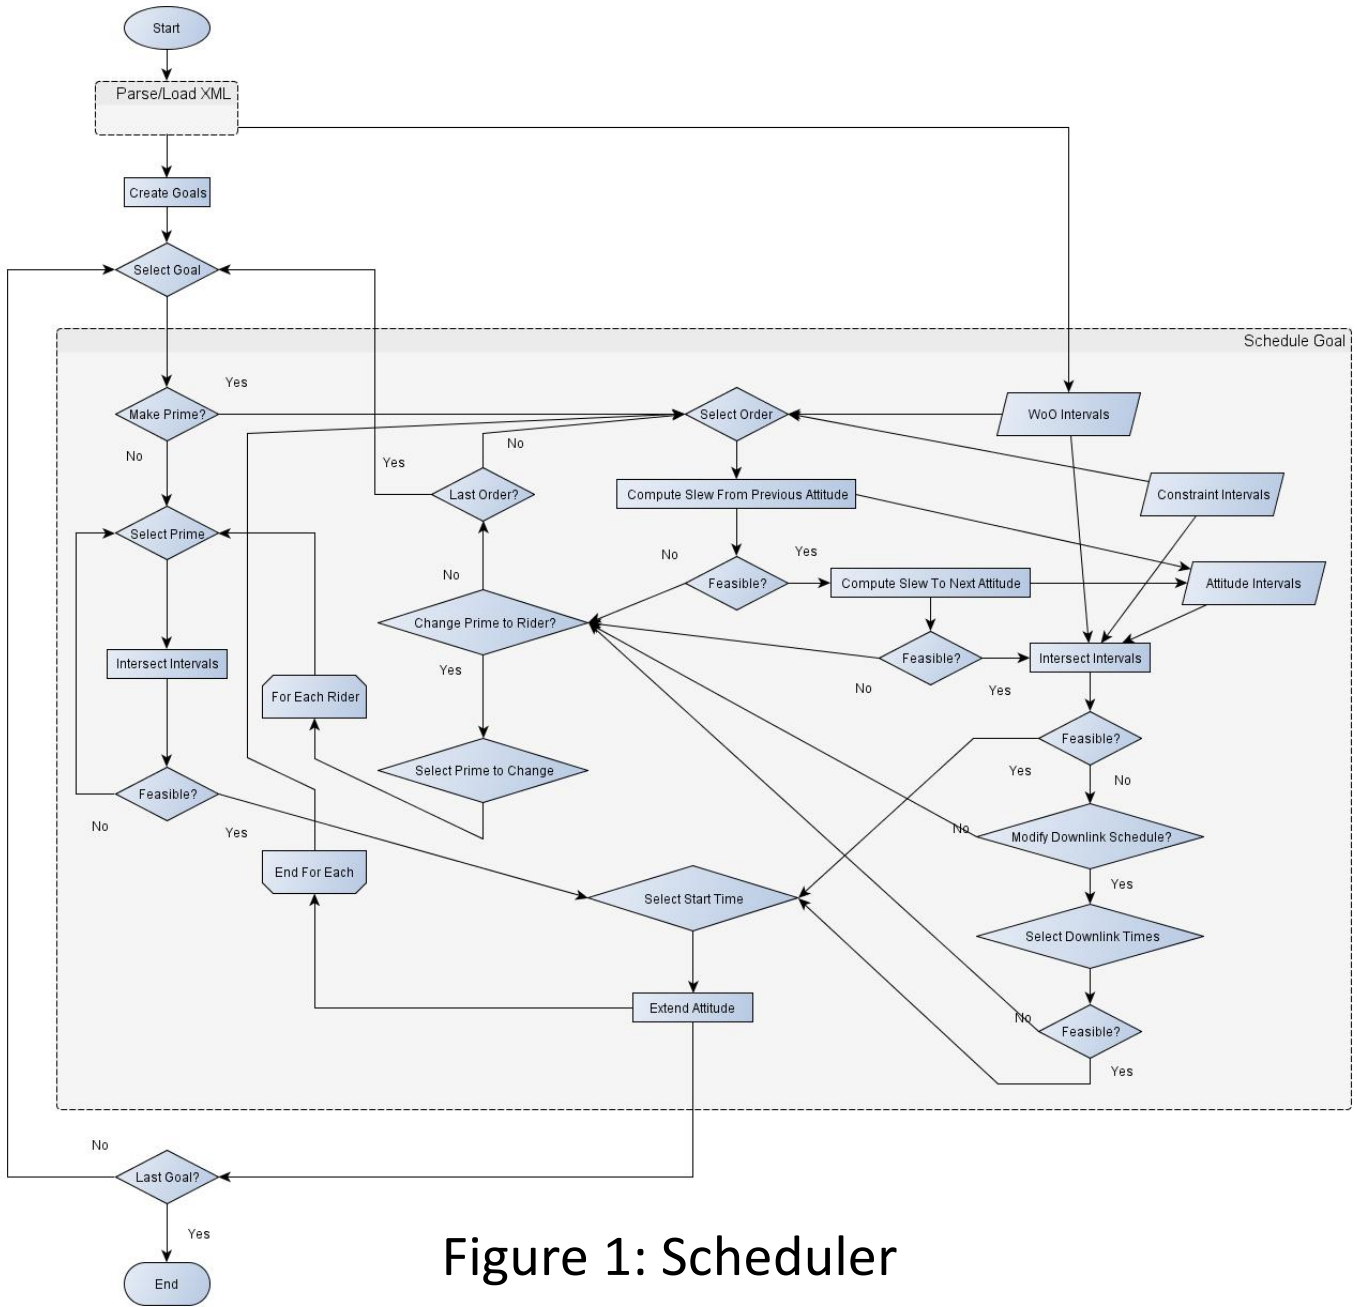 Start
Parse/Load XML
Create Goals
Select Goal
Schedule Goal
Yes
Make Prime?
Select Order
WoO Intervals
No
No
Yes
Last Order?
Compute Slew From Previous Attitude
Constraint Intervals
Select Prime
No
Yes
No
Feasible?
Compute Slew To Next Attitude
Attitude Intervals
Change Prime to Rider?
Intersect Intervals
Yes
Feasible?
Intersect Intervals
No
Yes
For Each Rider
Feasible?
Select Prime to Change
Yes
No
Feasible?
No
Yes
No
Modify Downlink Schedule?
End For Each
Yes
Select Start Time
Select Downlink Times
Extend Attitude
No
Feasible?
Yes
No
Last Goal?
Yes
End
Figure 1: Scheduler